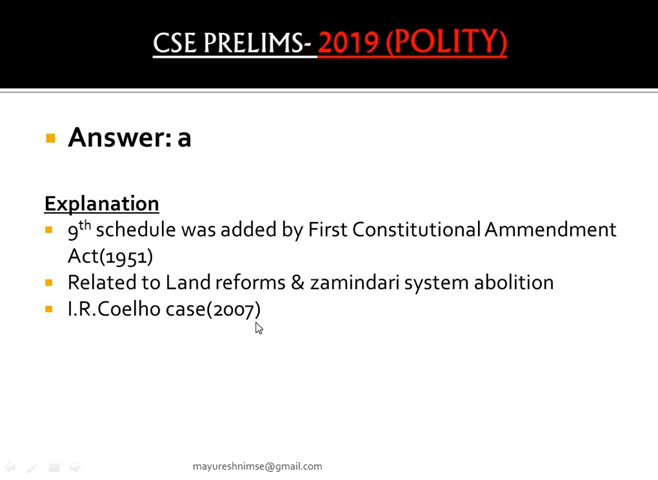 CSE PRELIMS- 2019 (POLITY)
Answer: a
Explanation
9th schedule was added by First Constitutional Ammendment
Act(1951)
Related to Land reforms & zamindari system abolition
I.R.Coelho case(2007)
mayureshnimse@gmail.com